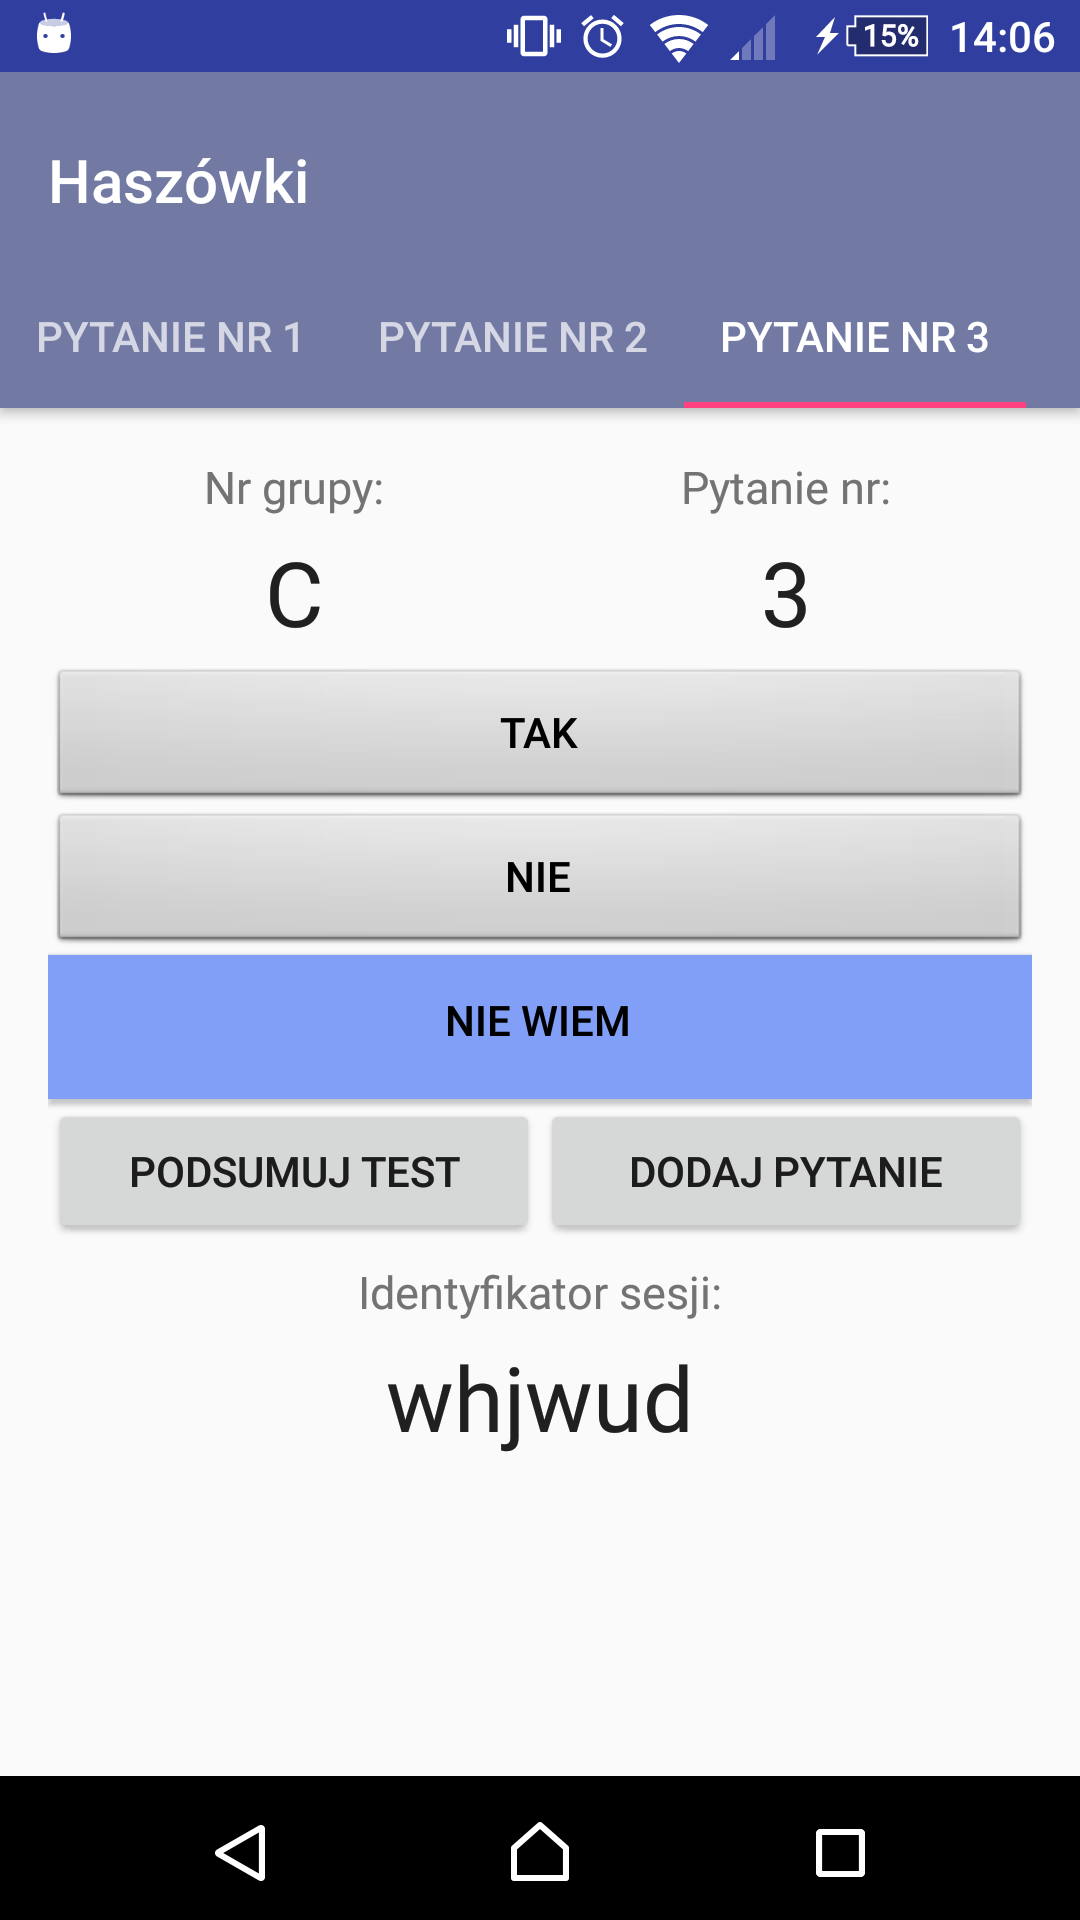 15% 14:06
Haszówki
PYTANIE NR 1 PYTANIE NR 2 PYTANIE NR 3
Nr grupy: Pytanie nr:
C 3
TAK
NIE
NIE WIEM
PODSUMUJ TEST DODAJ PYTANIE
Identyfikator sesji:
whjwud